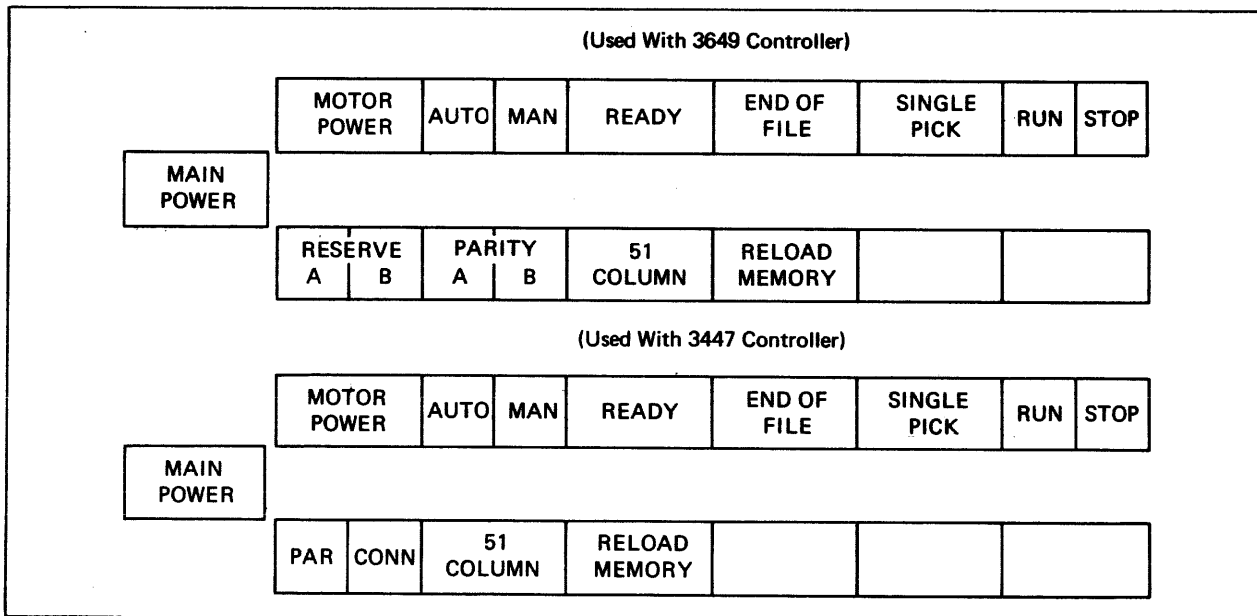 (Used With 3649 Controller)
MOTOR POWER AUTO MAN READY END OF FILE SINGLE PICK RUN STOP
MAIN POWER
RESERVE A B PARITY A B 51 COLUMN RELOAD MEMORY
(Used With 3447 Controller)
MOTOR POWER AUTO MAN READY END OF FILE SINGLE PICK RUN STOP
MAIN POWER
PAR CONN 51 COLUMN RELOAD MEMORY